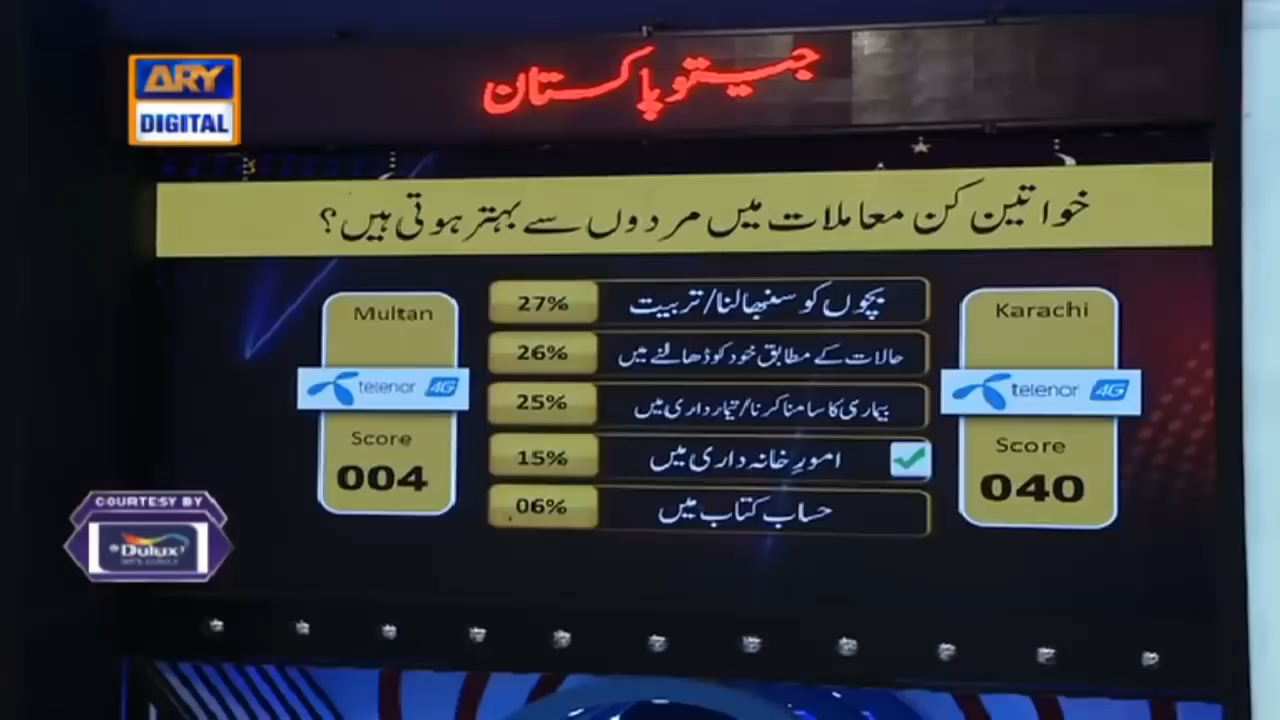 ARY
DIGITAL
جیتو پاکستان
خواتین کن معاملات میں مردوں سے بہتر ہوتی ہیں؟
Multan
telenor 4G
Score
004
27% بچوں کو سنبھالنا/تربیت
26% حالات کے مطابق خود کو ڈھالنے میں
25% بیماری کا سامنا کرنا/تیمارداری میں
15% امورِ خانہ داری میں
06% حساب کتاب میں
Karachi
telenor 4G
Score
040
COURTESY BY
Dulux